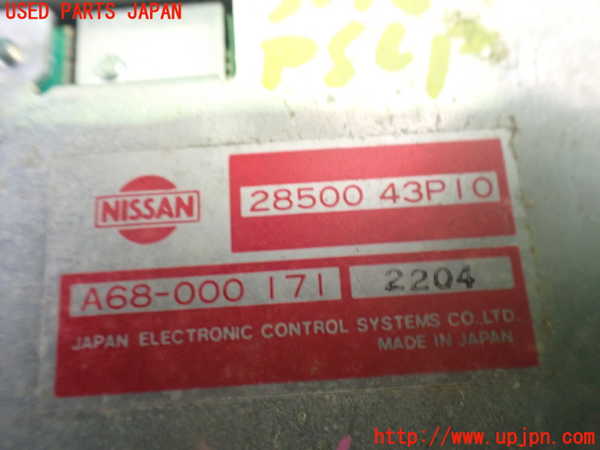 USED PARTS JAPAN
NISSAN
28500 43P10
A68-000 171
2204
JAPAN ELECTRONIC CONTROL SYSTEMS CO.,LTD.
MADE IN JAPAN
http://www.upjpn.com/